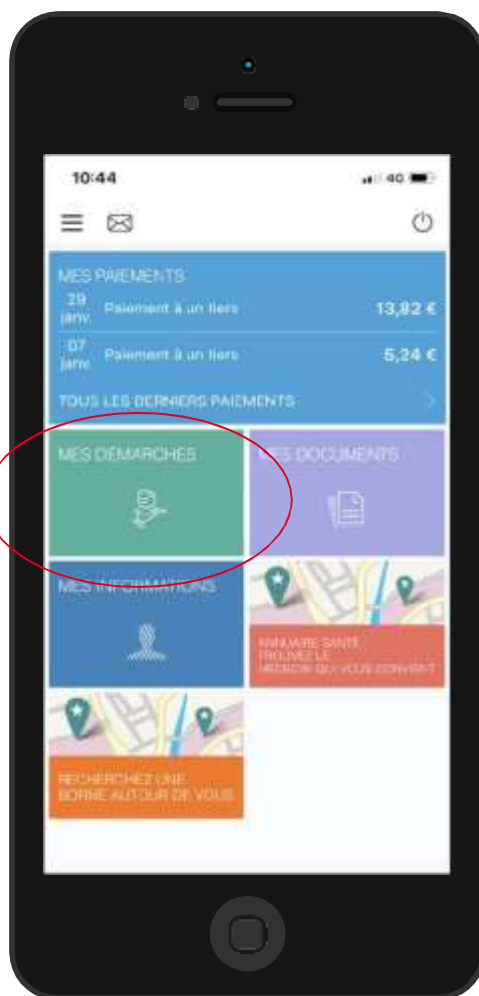 10:44
4G
MES PAIEMENTS
29 Paiement à un tiers 13,82 €
janv.
07 Paiement à un tiers 5,24 €
janv.
TOUS LES DERNIERS PAIEMENTS
MES DÉMARCHES
MES DOCUMENTS
MES INFORMATIONS
ANNUAIRE SANTÉ
TROUVEZ LE
MÉDECIN QUI VOUS CONVIENT
RECHERCHEZ UNE
BORNE AUTOUR DE VOUS